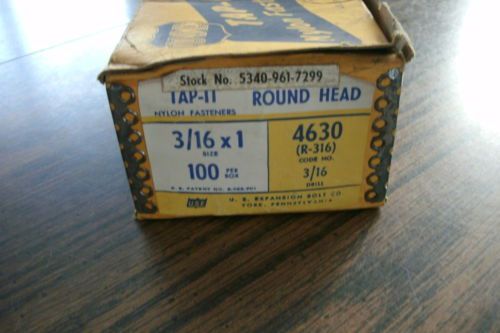 Stock No. 5340-961-7299
TAP-IT ROUND HEAD
NYLON FASTENERS
3/16 x 1
SIZE
4630
(R-316)
CODE NO.
100 PER BOX
3/16
DRILL
U. S. EXPANSION BOLT CO
YORK, PENNSYLVANIA